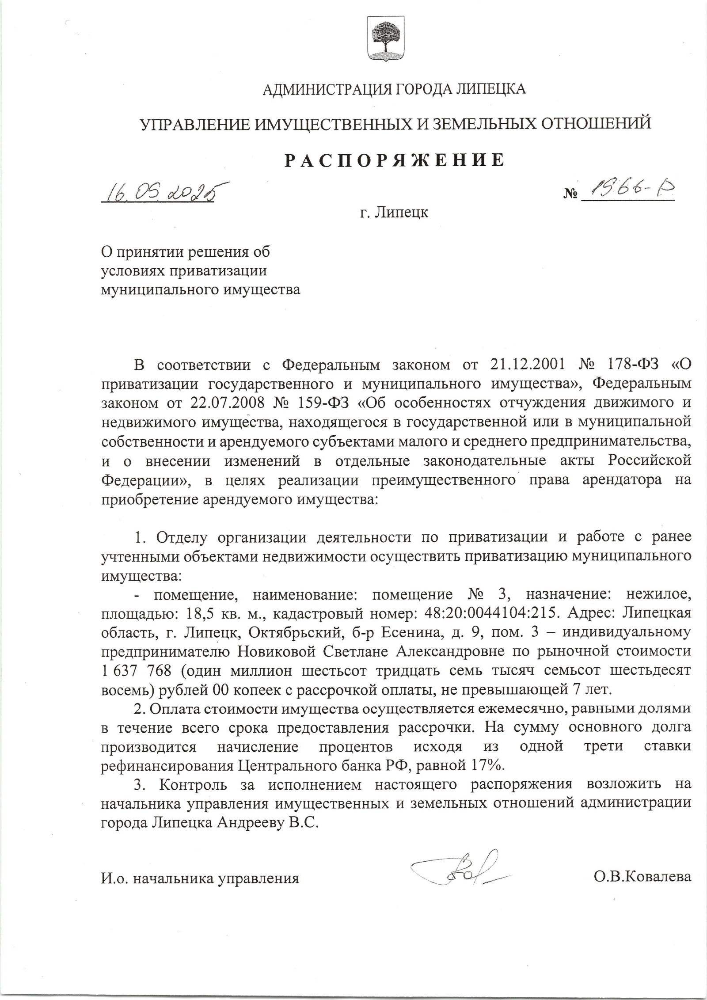 АДМИНИСТРАЦИЯ ГОРОДА ЛИПЕЦКА
УПРАВЛЕНИЕ ИМУЩЕСТВЕННЫХ И ЗЕМЕЛЬНЫХ ОТНОШЕНИЙ
РАСПОРЯЖЕНИЕ
16.09.2025
№ 1966-р
г. Липецк
О принятии решения об
условиях приватизации
муниципального имущества
В соответствии с Федеральным законом от 21.12.2001 № 178-ФЗ «О
приватизации государственного и муниципального имущества», Федеральным
законом от 22.07.2008 № 159-ФЗ «Об особенностях отчуждения движимого и
недвижимого имущества, находящегося в государственной или в муниципальной
собственности и арендуемого субъектами малого и среднего предпринимательства,
и о внесении изменений в отдельные законодательные акты Российской
Федерации», в целях реализации преимущественного права арендатора на
приобретение арендуемого имущества:
1. Отделу организации деятельности по приватизации и работе с ранее
учтенными объектами недвижимости осуществить приватизацию муниципального
имущества:
- помещение, наименование: помещение № 3, назначение: нежилое,
площадью: 18,5 кв. м., кадастровый номер: 48:20:0044104:215. Адрес: Липецкая
область, г. Липецк, Октябрьский, б-р Есенина, д. 9, пом. 3 – индивидуальному
предпринимателю Новиковой Светлане Александровне по рыночной стоимости
1 637 768 (один миллион шестьсот тридцать семь тысяч семьсот шестьдесят
восемь) рублей 00 копеек с рассрочкой оплаты, не превышающей 7 лет.
2. Оплата стоимости имущества осуществляется ежемесячно, равными долями
в течение всего срока предоставления рассрочки. На сумму основного долга
производится начисление процентов исходя из одной трети ставки
рефинансирования Центрального банка РФ, равной 17%.
3. Контроль за исполнением настоящего распоряжения возложить на
начальника управления имущественных и земельных отношений администрации
города Липецка Андрееву В.С.
И.о. начальника управления
О.В.Ковалева